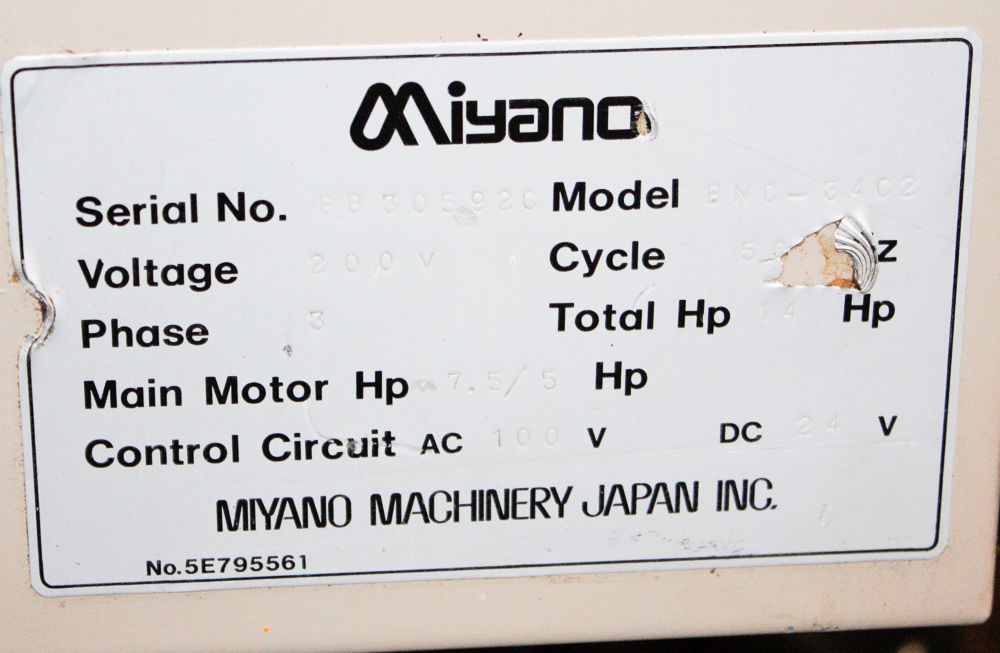 Miyano
Serial No. BB30592C Model BNC-34C2
Voltage 200V Cycle
Phase 3 Total Hp 14 Hp
Main Motor Hp 7.5/5 Hp
Control Circuit AC 100 V DC 24 V
MIYANO MACHINERY JAPAN INC.
No.5E795561